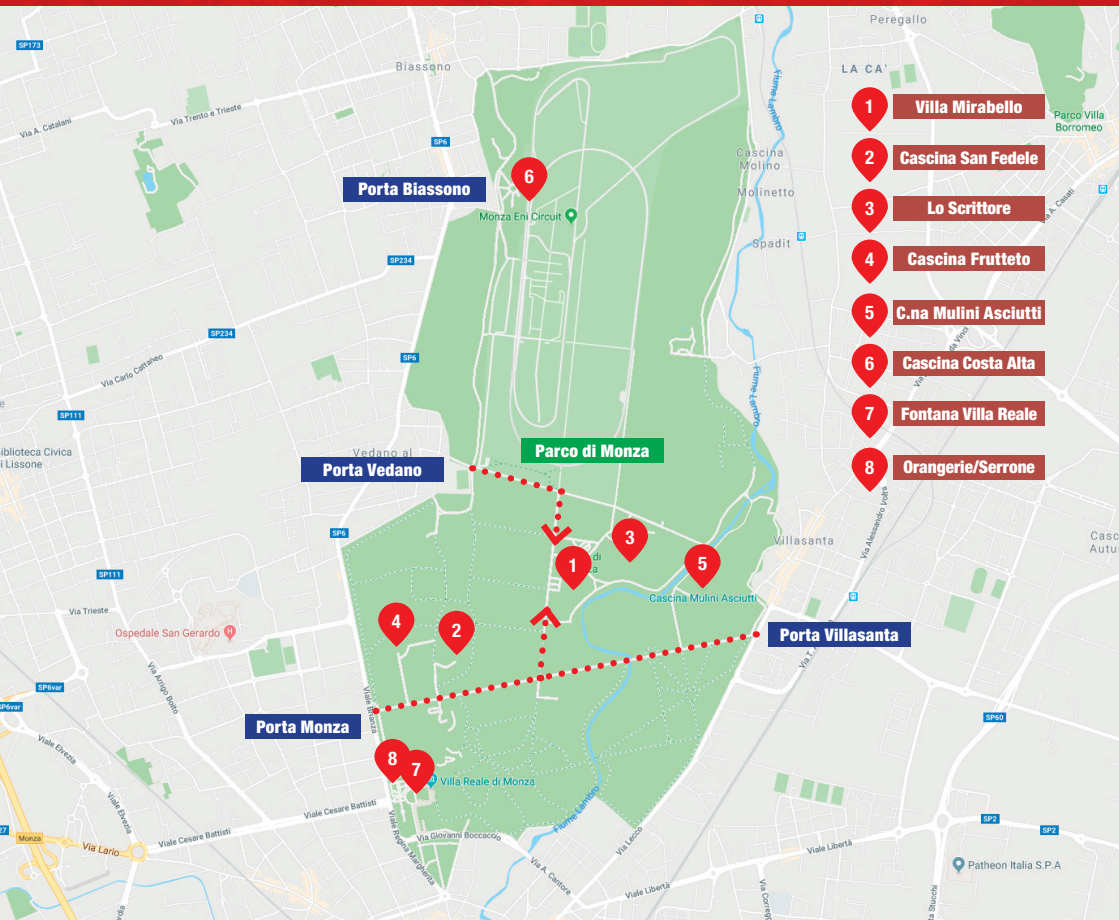 Peregallo
SP173
LA CA'
Biassono
Fiume Lambro
1 Villa Mirabello
Via Trento e Trieste
Parco Villa
Borromeo
Via A. Catalani
SP6
Cascina
Molino
2 Cascina San Fedele
6
Porta Biassono
Molinetto
Via A. Casati
3 Lo Scrittore
Monza Eni Circuit
Spadit
SP234
4 Cascina Frutteto
5 C.na Mulini Asciutti
SP234
SP6
Via Carlo Cattaneo
6 Cascina Costa Alta
Fiume Lambro
SP111
7 Fontana Villa Reale
Biblioteca Civica
di Lissone
Parco di Monza
Vedano al
Porta Vedano
8 Orangerie/Serrone
Via Alessandro Volta
SP6
3
Villasanta
di
1
5
SP111
Cascina Mulini Asciutti
Via Trieste
4
2
Ospedale San Gerardo
H
Porta Villasanta
Via Arrigo Boito
SP6var
SP6var
Viale Brianza
SP60
Porta Monza
Viale Elvezia
8
7
Villa Reale di Monza
Viale Cesare Battisti
Fiume Lambro
Viale Elvezia
Via Giovanni Boccaccio
Viale Cesare Battisti
SP2
SP2
Monza
Via Lario
Viale Regina Margherita
Via Lecco
Viale Libertà
Via A. Cantore
Patheon Italia S.P.A
Viale Libertà
Via Correggio
Stucchi